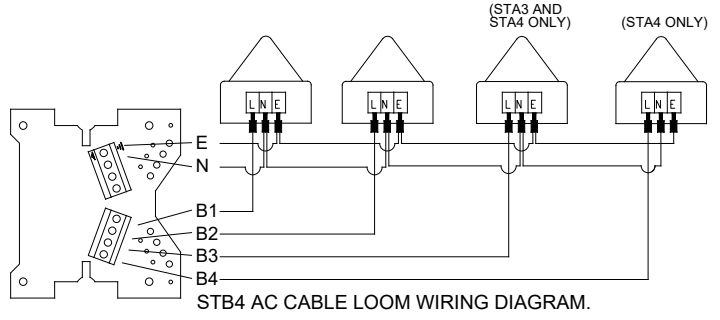 (STA3 AND
STA4 ONLY)
(STA4 ONLY)
L N E
L N E
L N E
L N E
E
N
B1
B2
B3
B4
STB4 AC CABLE LOOM WIRING DIAGRAM.